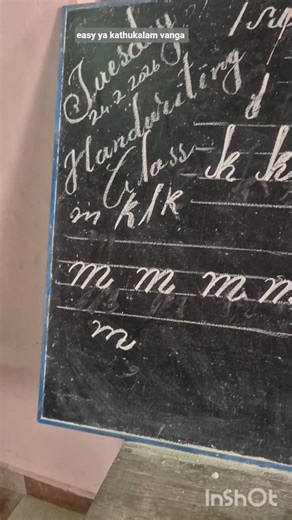 easy ya kathukalam vanga
Tuesday
24.2.2026
Handwriting
Class
k k
m k/k
m m m m
m
InShOt